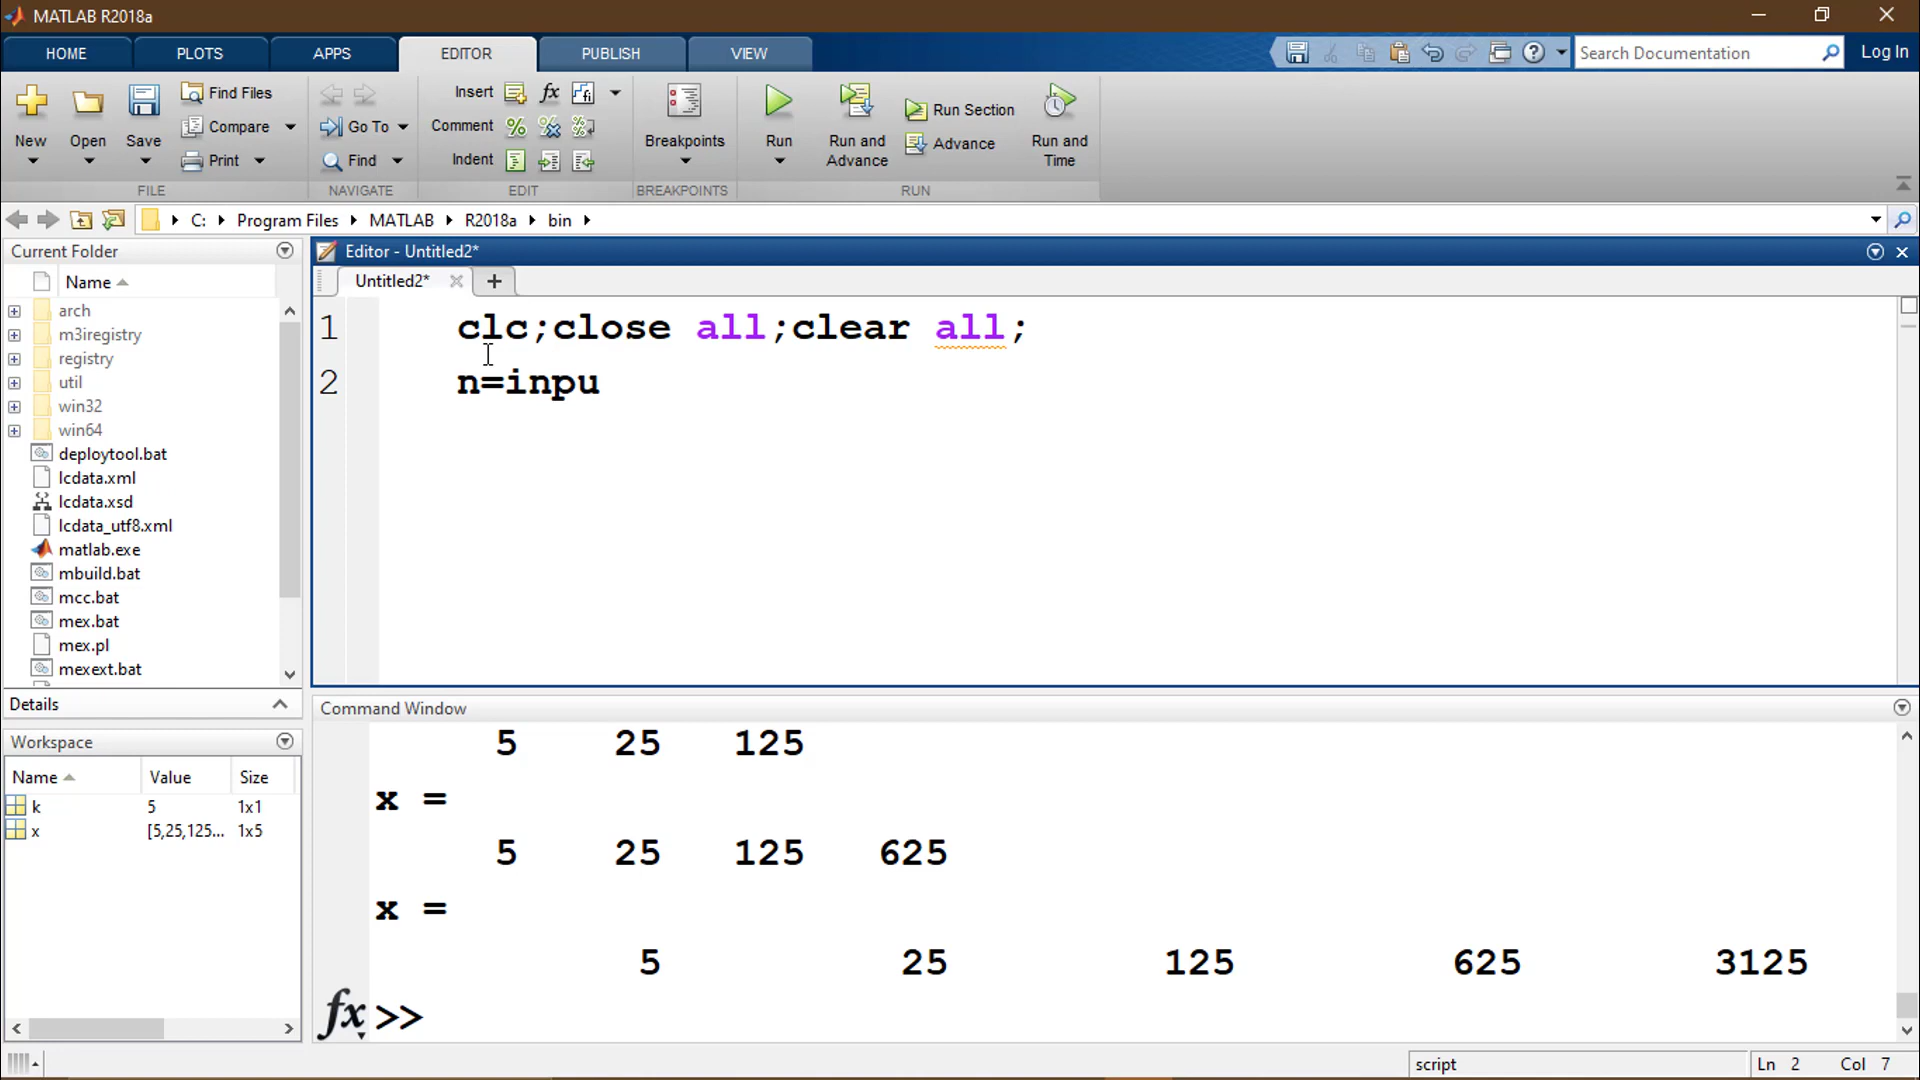 MATLAB R2018a
HOME PLOTS APPS EDITOR PUBLISH VIEW Search Documentation Log In
New Open Save Find Files Compare Print
Go To Find
Insert fx Comment Indent
Breakpoints
Run Run and Advance Run Section Advance Run and Time
FILE NAVIGATE EDIT BREAKPOINTS RUN
C: Program Files MATLAB R2018a bin
Current Folder
Name
arch
m3iregistry
registry
util
win32
win64
deploytool.bat
lcdata.xml
lcdata.xsd
lcdata_utf8.xml
matlab.exe
mbuild.bat
mcc.bat
mex.bat
mex.pl
mexext.bat
Details
Workspace
Name Value Size
k 5 1x1
x [5,25,125... 1x5
Editor - Untitled2*
Untitled2*
1 clc;close all;clear all;
2 n=inpu
Command Window
5 25 125
x =
5 25 125 625
x =
5 25 125 625 3125
fx >>
script Ln 2 Col 7